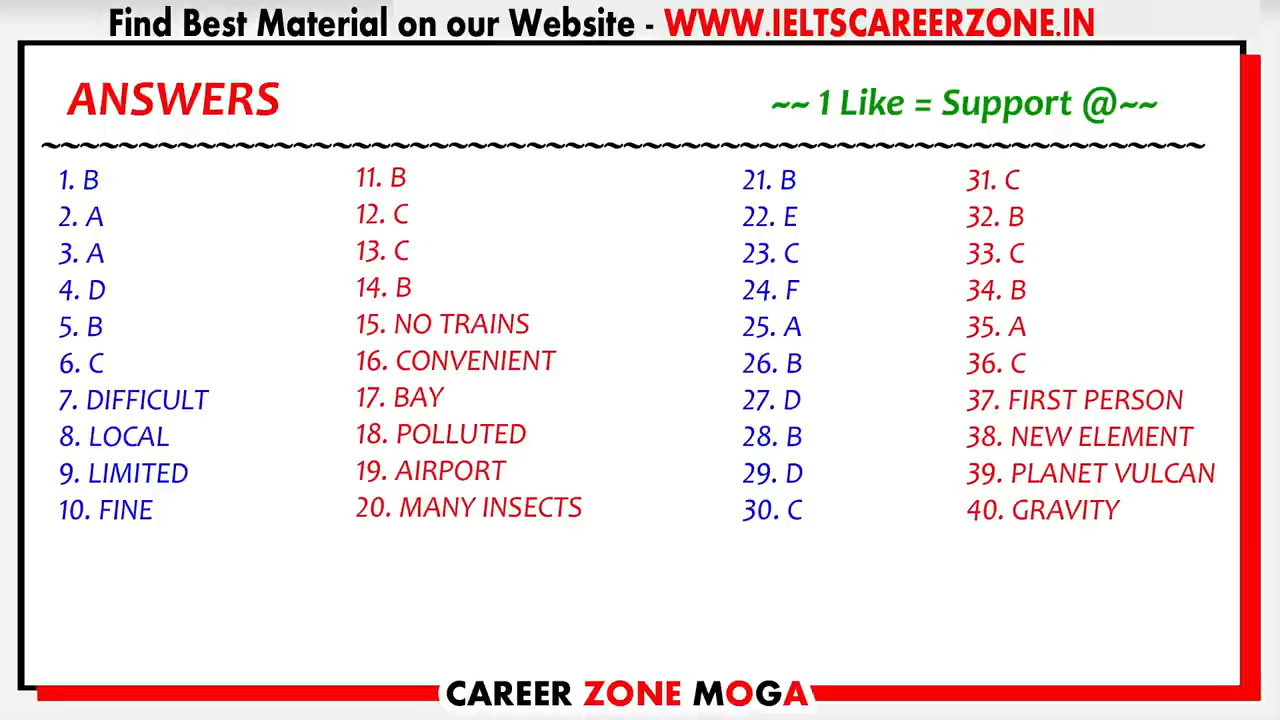 Find Best Material on our Website - WWW.IELTSCAREERZONE.IN
ANSWERS
~~ 1 Like = Support @~~
1. B
2. A
3. A
4. D
5. B
6. C
7. DIFFICULT
8. LOCAL
9. LIMITED
10. FINE
11. B
12. C
13. C
14. B
15. NO TRAINS
16. CONVENIENT
17. BAY
18. POLLUTED
19. AIRPORT
20. MANY INSECTS
21. B
22. E
23. C
24. F
25. A
26. B
27. D
28. B
29. D
30. C
31. C
32. B
33. C
34. B
35. A
36. C
37. FIRST PERSON
38. NEW ELEMENT
39. PLANET VULCAN
40. GRAVITY
CAREER ZONE MOGA